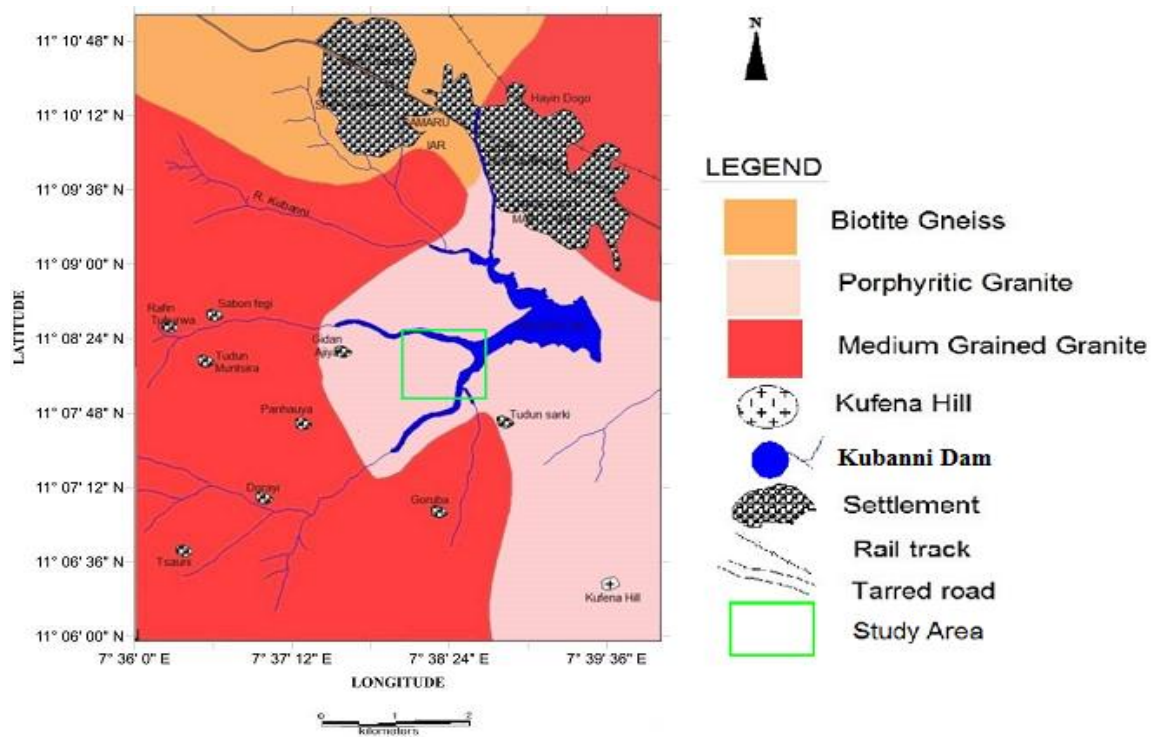 N
11° 10' 48" N
11° 10' 12" N
11° 09' 36" N
11° 09' 00" N
11° 08' 24" N
11° 07' 48" N
11° 07' 12" N
11° 06' 36" N
11° 06' 00" N
LATITUDE
7° 36' 0" E
7° 37' 12" E
7° 38' 24" E
7° 39' 36" E
LONGITUDE
0 1 2
kilometers
Hayin Dogo
SAMARU
IAR
R. Kubanni
Sabon fegi
Rafin
Tudun
Muntsira
Gidan
Panhauya
Tudun sarki
Goruba
Tsauni
Kufena Hill
LEGEND
Biotite Gneiss
Porphyritic Granite
Medium Grained Granite
Kufena Hill
Kubanni Dam
Settlement
Rail track
Tarred road
Study Area